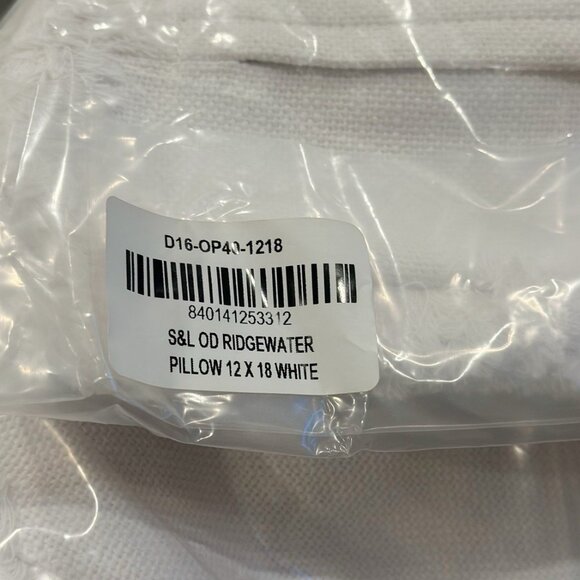 D16-OP40-1218
840141253312
S&L OD RIDGEWATER
PILLOW 12 X 18 WHITE